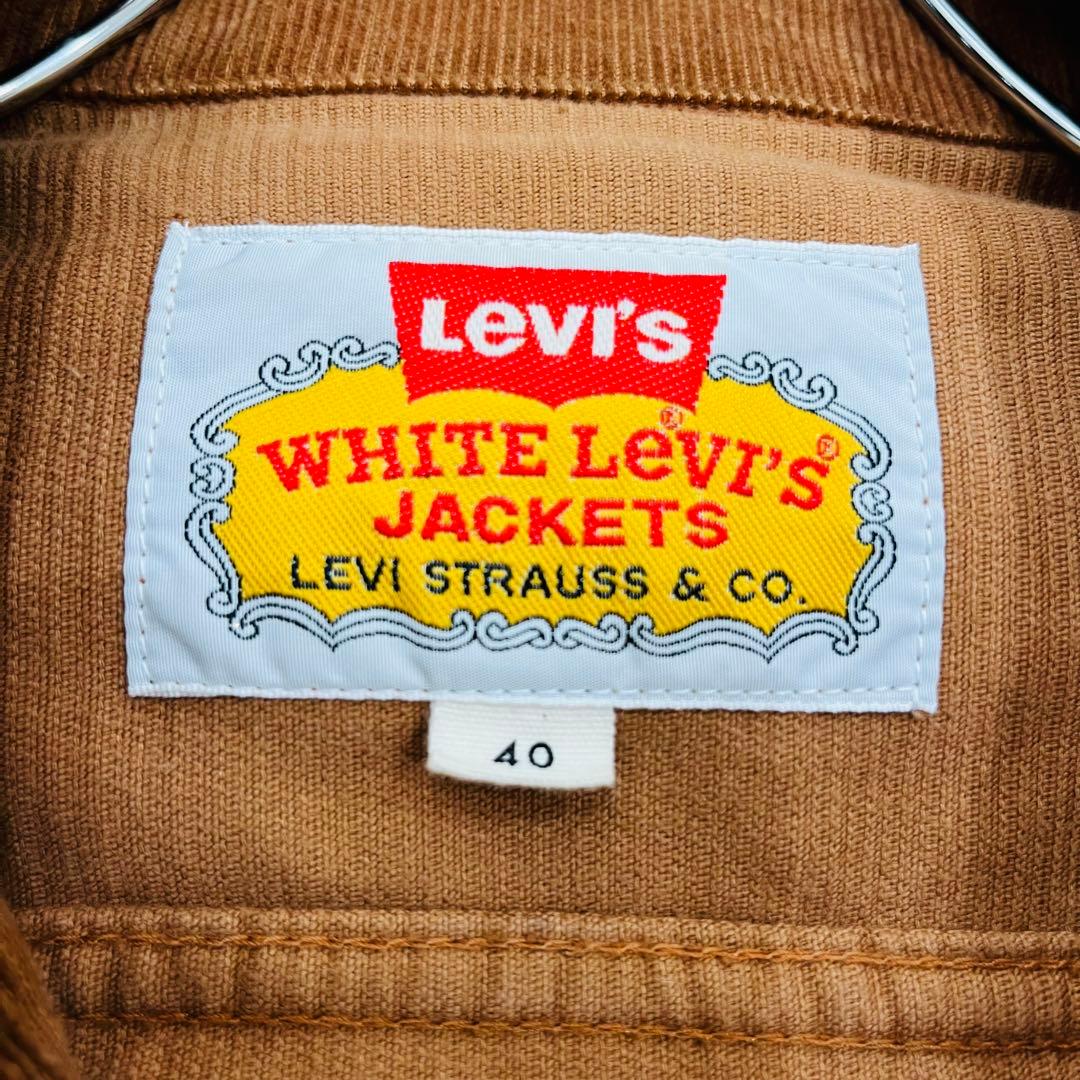 Levi's
WHITE LEVI'S®
JACKETS
LEVI STRAUSS & CO.
40